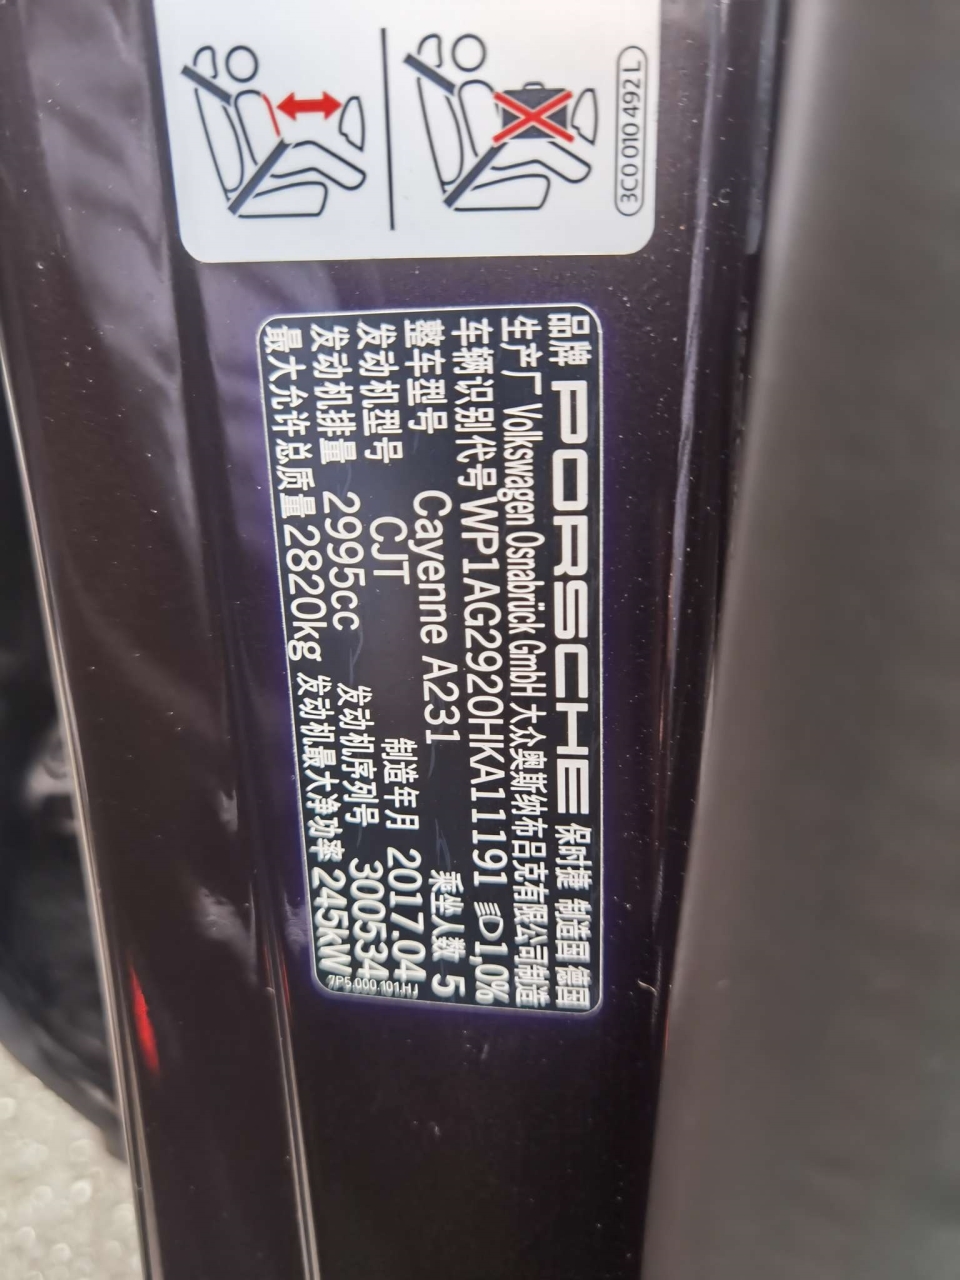 3C0 010 492 L
品牌 PORSCHE 保时捷 制造国 德国
生产厂 Volkswagen Osnabrück GmbH 大众奥斯纳布吕克有限公司制造
车辆识别代号 WP1AG2920HKA11191 1,0%
整车型号 Cayenne A231 乘坐人数 5
发动机型号 CJT 制造年月 2017.04
发动机排量 2995cc 发动机序列号 300534
最大允许总质量 2820kg 发动机最大净功率 245kW
7P5.000.101.HJ